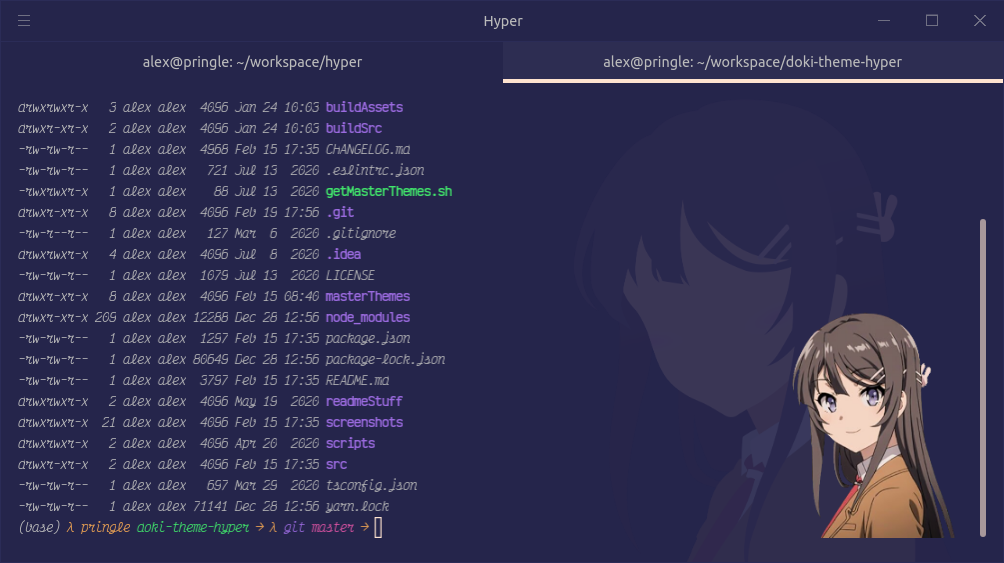 Hyper
alex@pringle: ~/workspace/hyper
alex@pringle: ~/workspace/doki-theme-hyper
drwxrwxr-x 3 alex alex 4096 Jan 24 10:03 buildAssets
drwxr-xr-x 2 alex alex 4096 Jan 24 10:03 buildSrc
-rw-rw-r-- 1 alex alex 4968 Feb 15 17:35 CHANGELOG.md
-rw-rw-r-- 1 alex alex 721 Jul 13 2020 .eslintrc.json
-rwxrwxr-x 1 alex alex 88 Jul 13 2020 getMasterThemes.sh
drwxr-xr-x 8 alex alex 4096 Feb 19 17:56 .git
-rw-r--r-- 1 alex alex 127 Mar 6 2020 .gitignore
drwxrwxr-x 4 alex alex 4096 Jul 8 2020 .idea
-rw-rw-r-- 1 alex alex 1079 Jul 13 2020 LICENSE
drwxr-xr-x 8 alex alex 4096 Feb 15 08:40 masterThemes
drwxr-xr-x 209 alex alex 12288 Dec 28 12:56 node_modules
-rw-rw-r-- 1 alex alex 1297 Feb 15 17:35 package.json
-rw-rw-r-- 1 alex alex 80649 Dec 28 12:56 package-lock.json
-rw-rw-r-- 1 alex alex 3797 Feb 15 17:35 README.md
drwxrwxr-x 2 alex alex 4096 May 19 2020 readmeStuff
drwxrwxr-x 21 alex alex 4096 Feb 15 17:35 screenshots
drwxrwxr-x 2 alex alex 4096 Apr 20 2020 scripts
drwxr-xr-x 2 alex alex 4096 Feb 15 17:35 src
-rw-rw-r-- 1 alex alex 697 Mar 29 2020 tsconfig.json
-rw-rw-r-- 1 alex alex 71141 Dec 28 12:56 yarn.lock
(base) λ pringle doki-theme-hyper → λ git master →